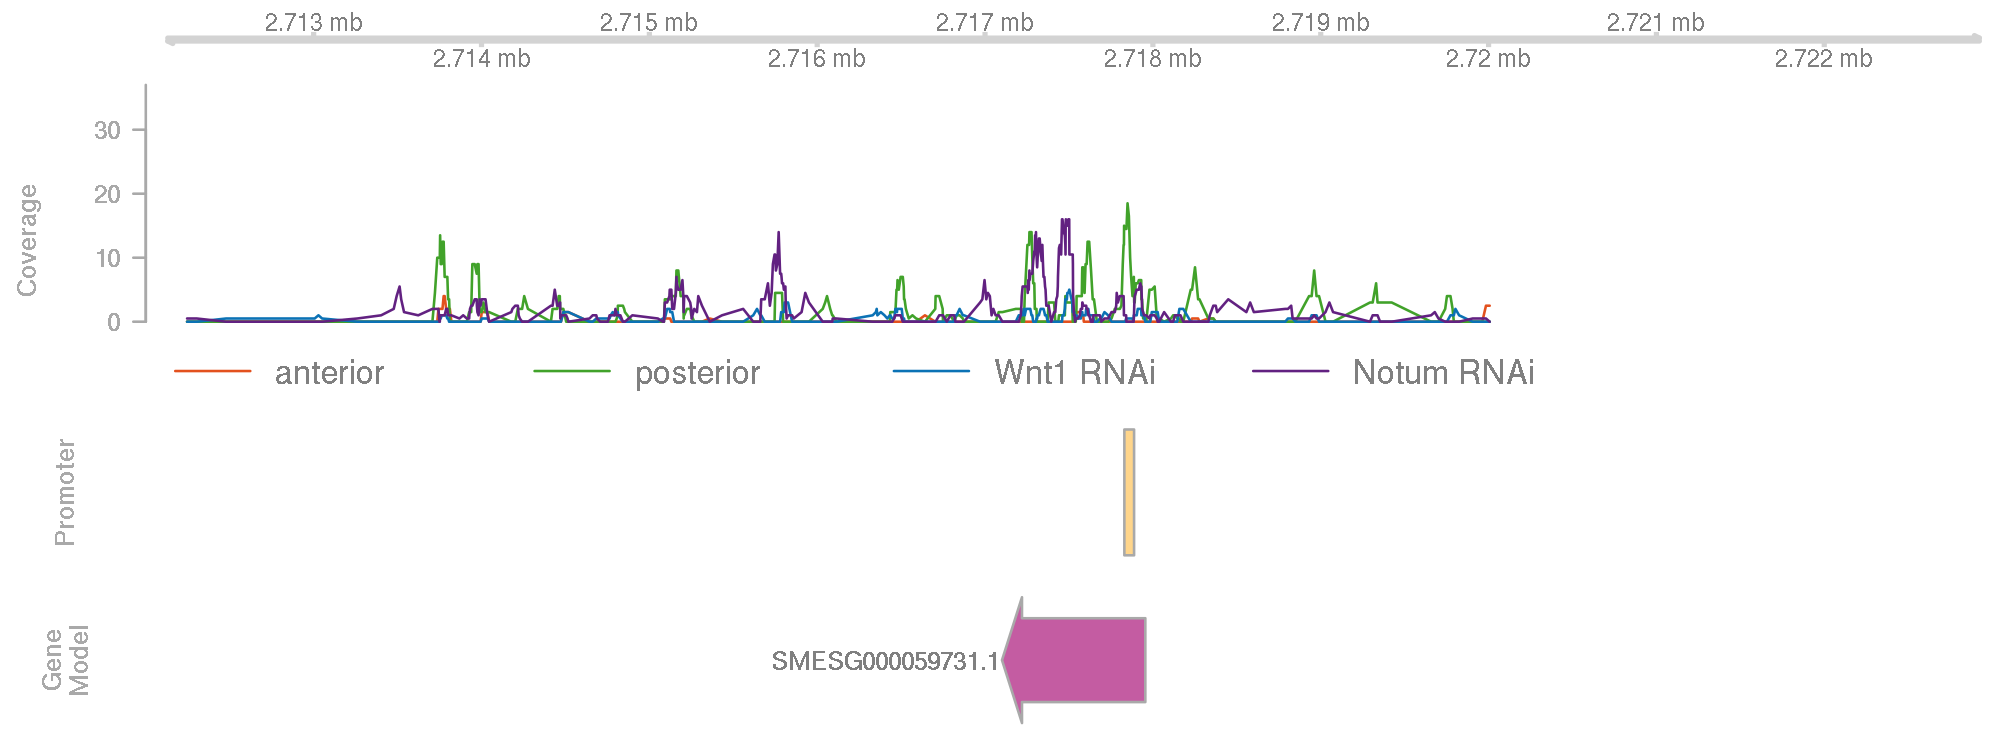 2.713 mb 2.715 mb 2.717 mb 2.719 mb 2.721 mb
2.714 mb 2.716 mb 2.718 mb 2.72 mb 2.722 mb
Coverage
30
20
10
0
anterior posterior Wnt1 RNAi Notum RNAi
Promoter
Gene
Model
SMESG000059731.1